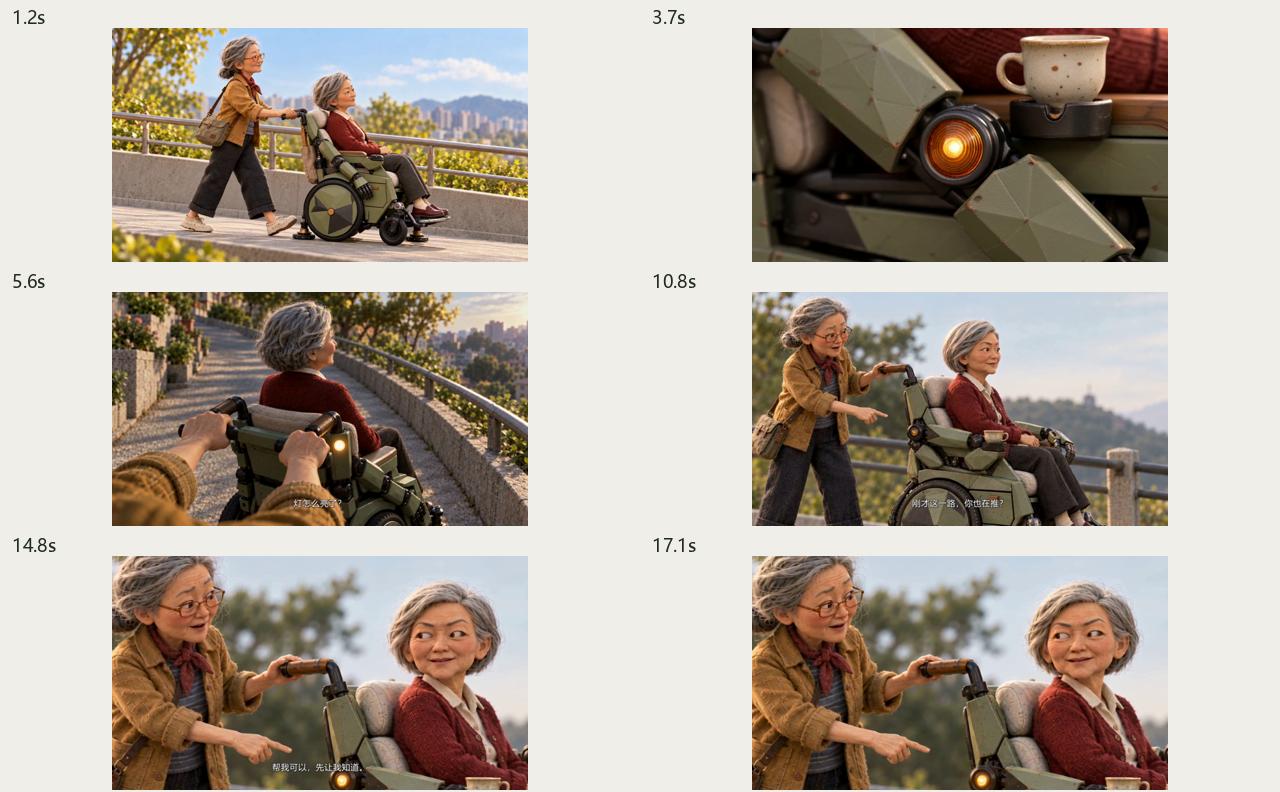 1.2s
3.7s
5.6s
10.8s
灯怎么亮了？
刚才这一路，你也在推？
14.8s
17.1s
帮我可以，先让我知道。